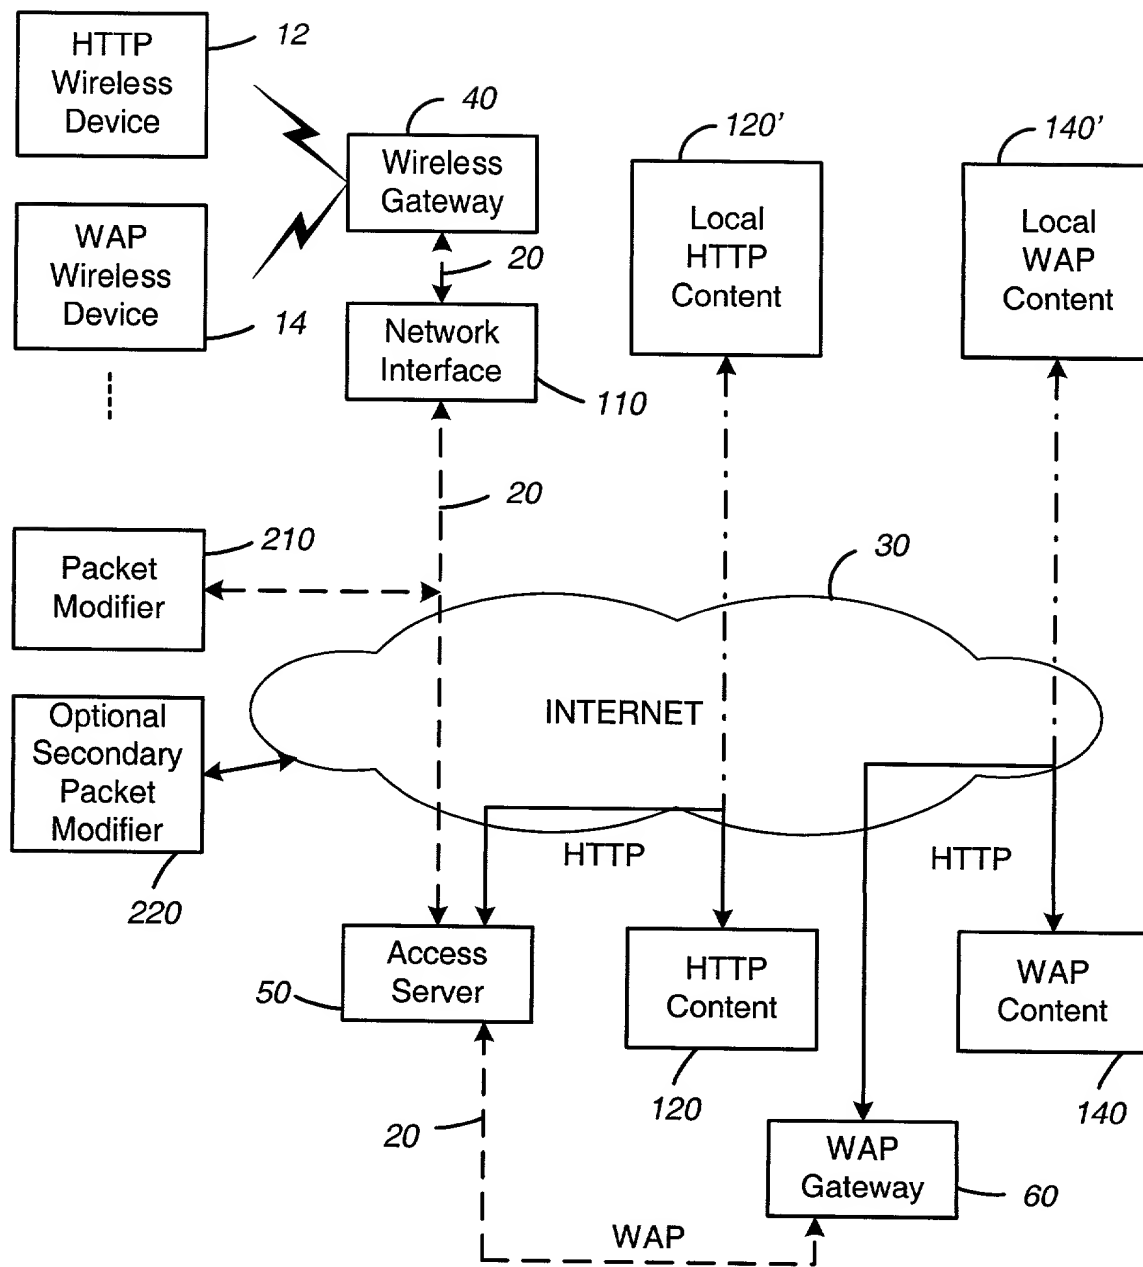 HTTP
Wireless
Device
12
40
Wireless
Gateway
120'
Local
HTTP
Content
140'
Local
WAP
Content
WAP
Wireless
Device
14
20
Network
Interface
110
20
Packet
Modifier
210
30
INTERNET
Optional
Secondary
Packet
Modifier
220
HTTP
HTTP
Access
Server
50
HTTP
Content
120
WAP
Content
140
20
WAP
Gateway
60
WAP